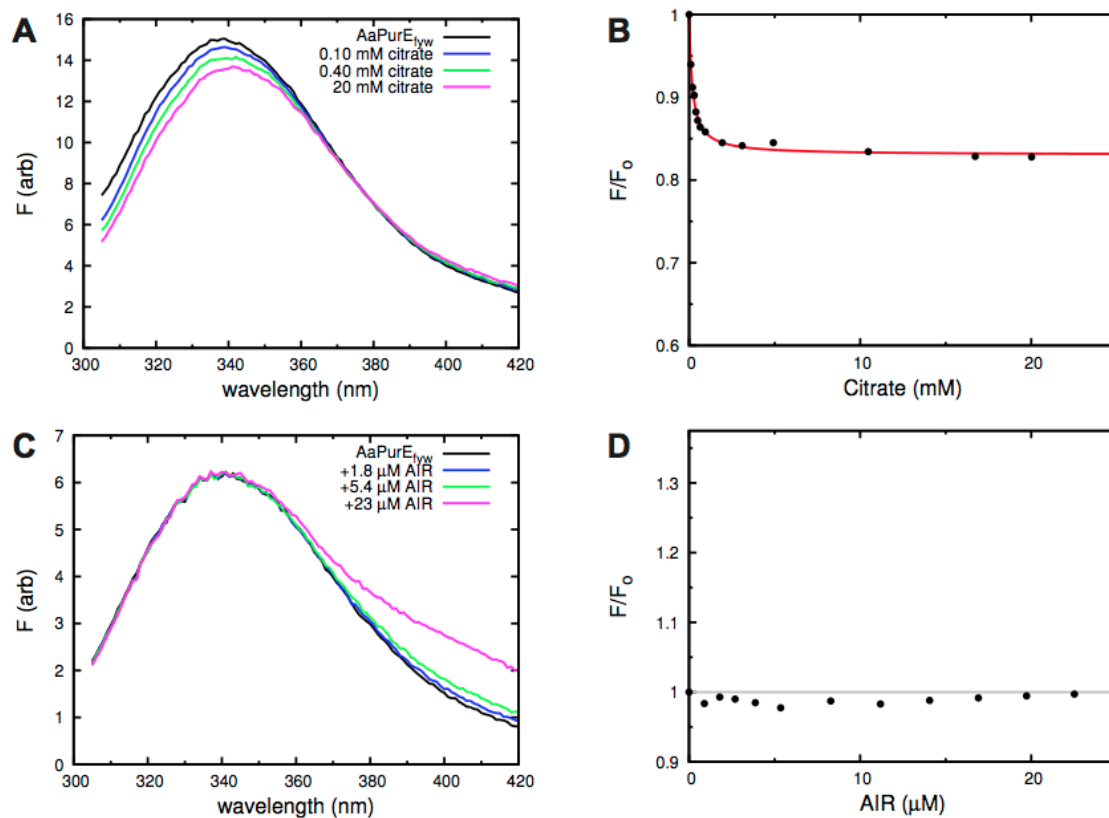 A
AaPurEfyw
0.10 mM citrate
0.40 mM citrate
20 mM citrate
16
14
12
10
8
6
4
2
0
F (arb)
300 320 340 360 380 400 420
wavelength (nm)
B
1
0.9
0.8
0.7
0.6
F/Fo
0 10 20
Citrate (mM)
C
AaPurEfyw
+1.8 μM AIR
+5.4 μM AIR
+23 μM AIR
7
6
5
4
3
2
1
0
F (arb)
300 320 340 360 380 400 420
wavelength (nm)
D
1.3
1.2
1.1
1
0.9
F/Fo
0 10 20
AIR (μM)